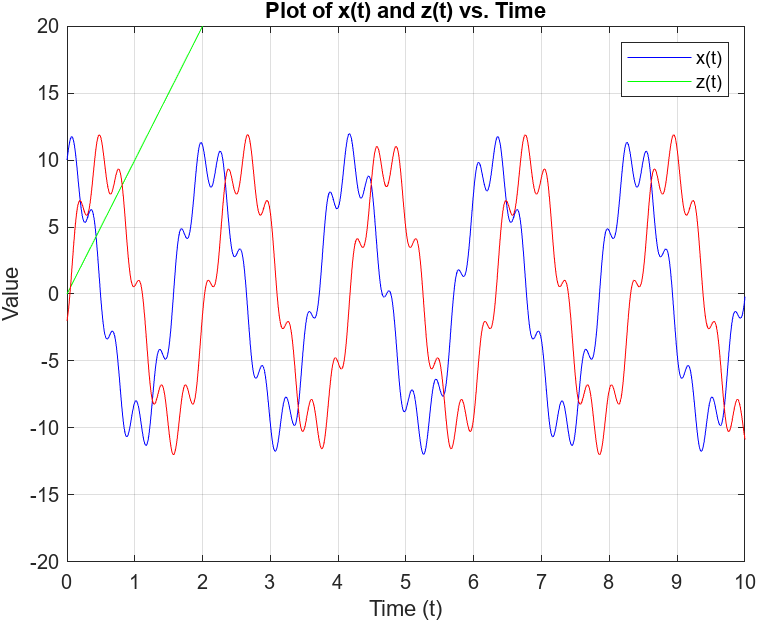 Plot of x(t) and z(t) vs. Time
x(t)
z(t)
Value
20
15
10
5
0
-5
-10
-15
-20
0 1 2 3 4 5 6 7 8 9 10
Time (t)